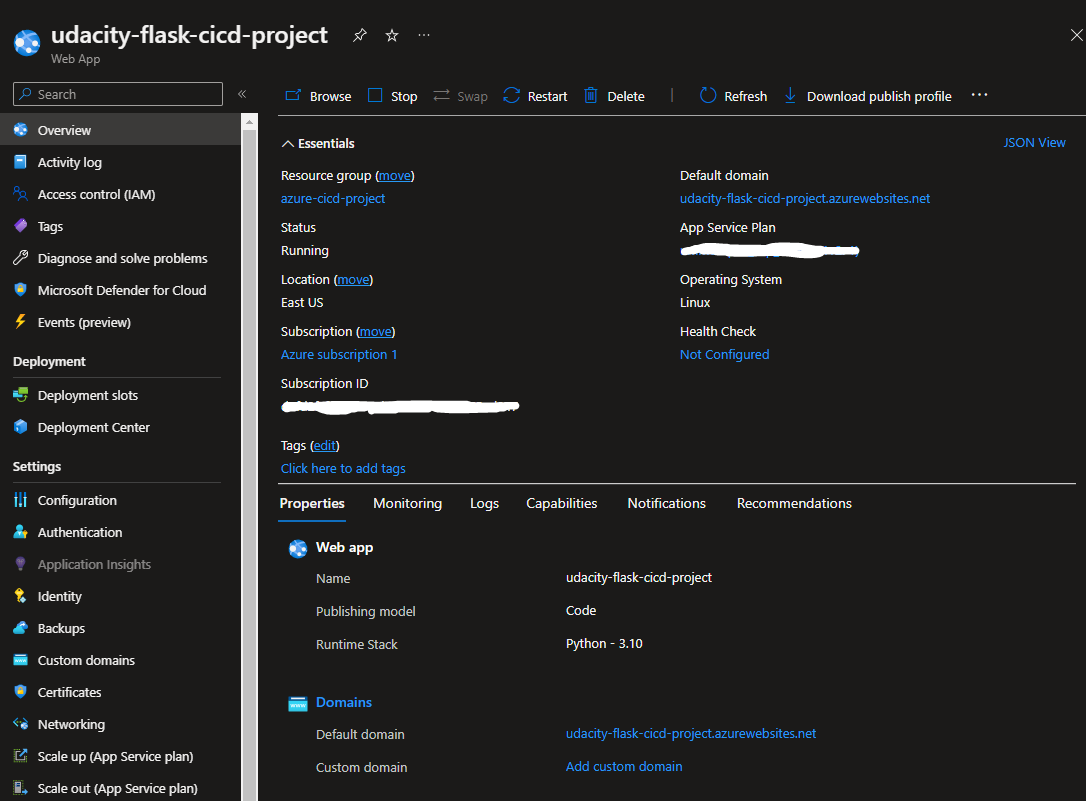 udacity-flask-cicd-project
Web App
Search
Browse Stop Swap Restart Delete Refresh Download publish profile
Overview
Activity log
Access control (IAM)
Tags
Diagnose and solve problems
Microsoft Defender for Cloud
Events (preview)
Deployment
Deployment slots
Deployment Center
Settings
Configuration
Authentication
Application Insights
Identity
Backups
Custom domains
Certificates
Networking
Scale up (App Service plan)
Scale out (App Service plan)
Essentials
JSON View
Resource group (move)
azure-cicd-project
Status
Running
Location (move)
East US
Subscription (move)
Azure subscription 1
Subscription ID
Default domain
udacity-flask-cicd-project.azurewebsites.net
App Service Plan
Operating System
Linux
Health Check
Not Configured
Tags (edit)
Click here to add tags
Properties Monitoring Logs Capabilities Notifications Recommendations
Web app
Name udacity-flask-cicd-project
Publishing model Code
Runtime Stack Python - 3.10
Domains
Default domain udacity-flask-cicd-project.azurewebsites.net
Custom domain Add custom domain